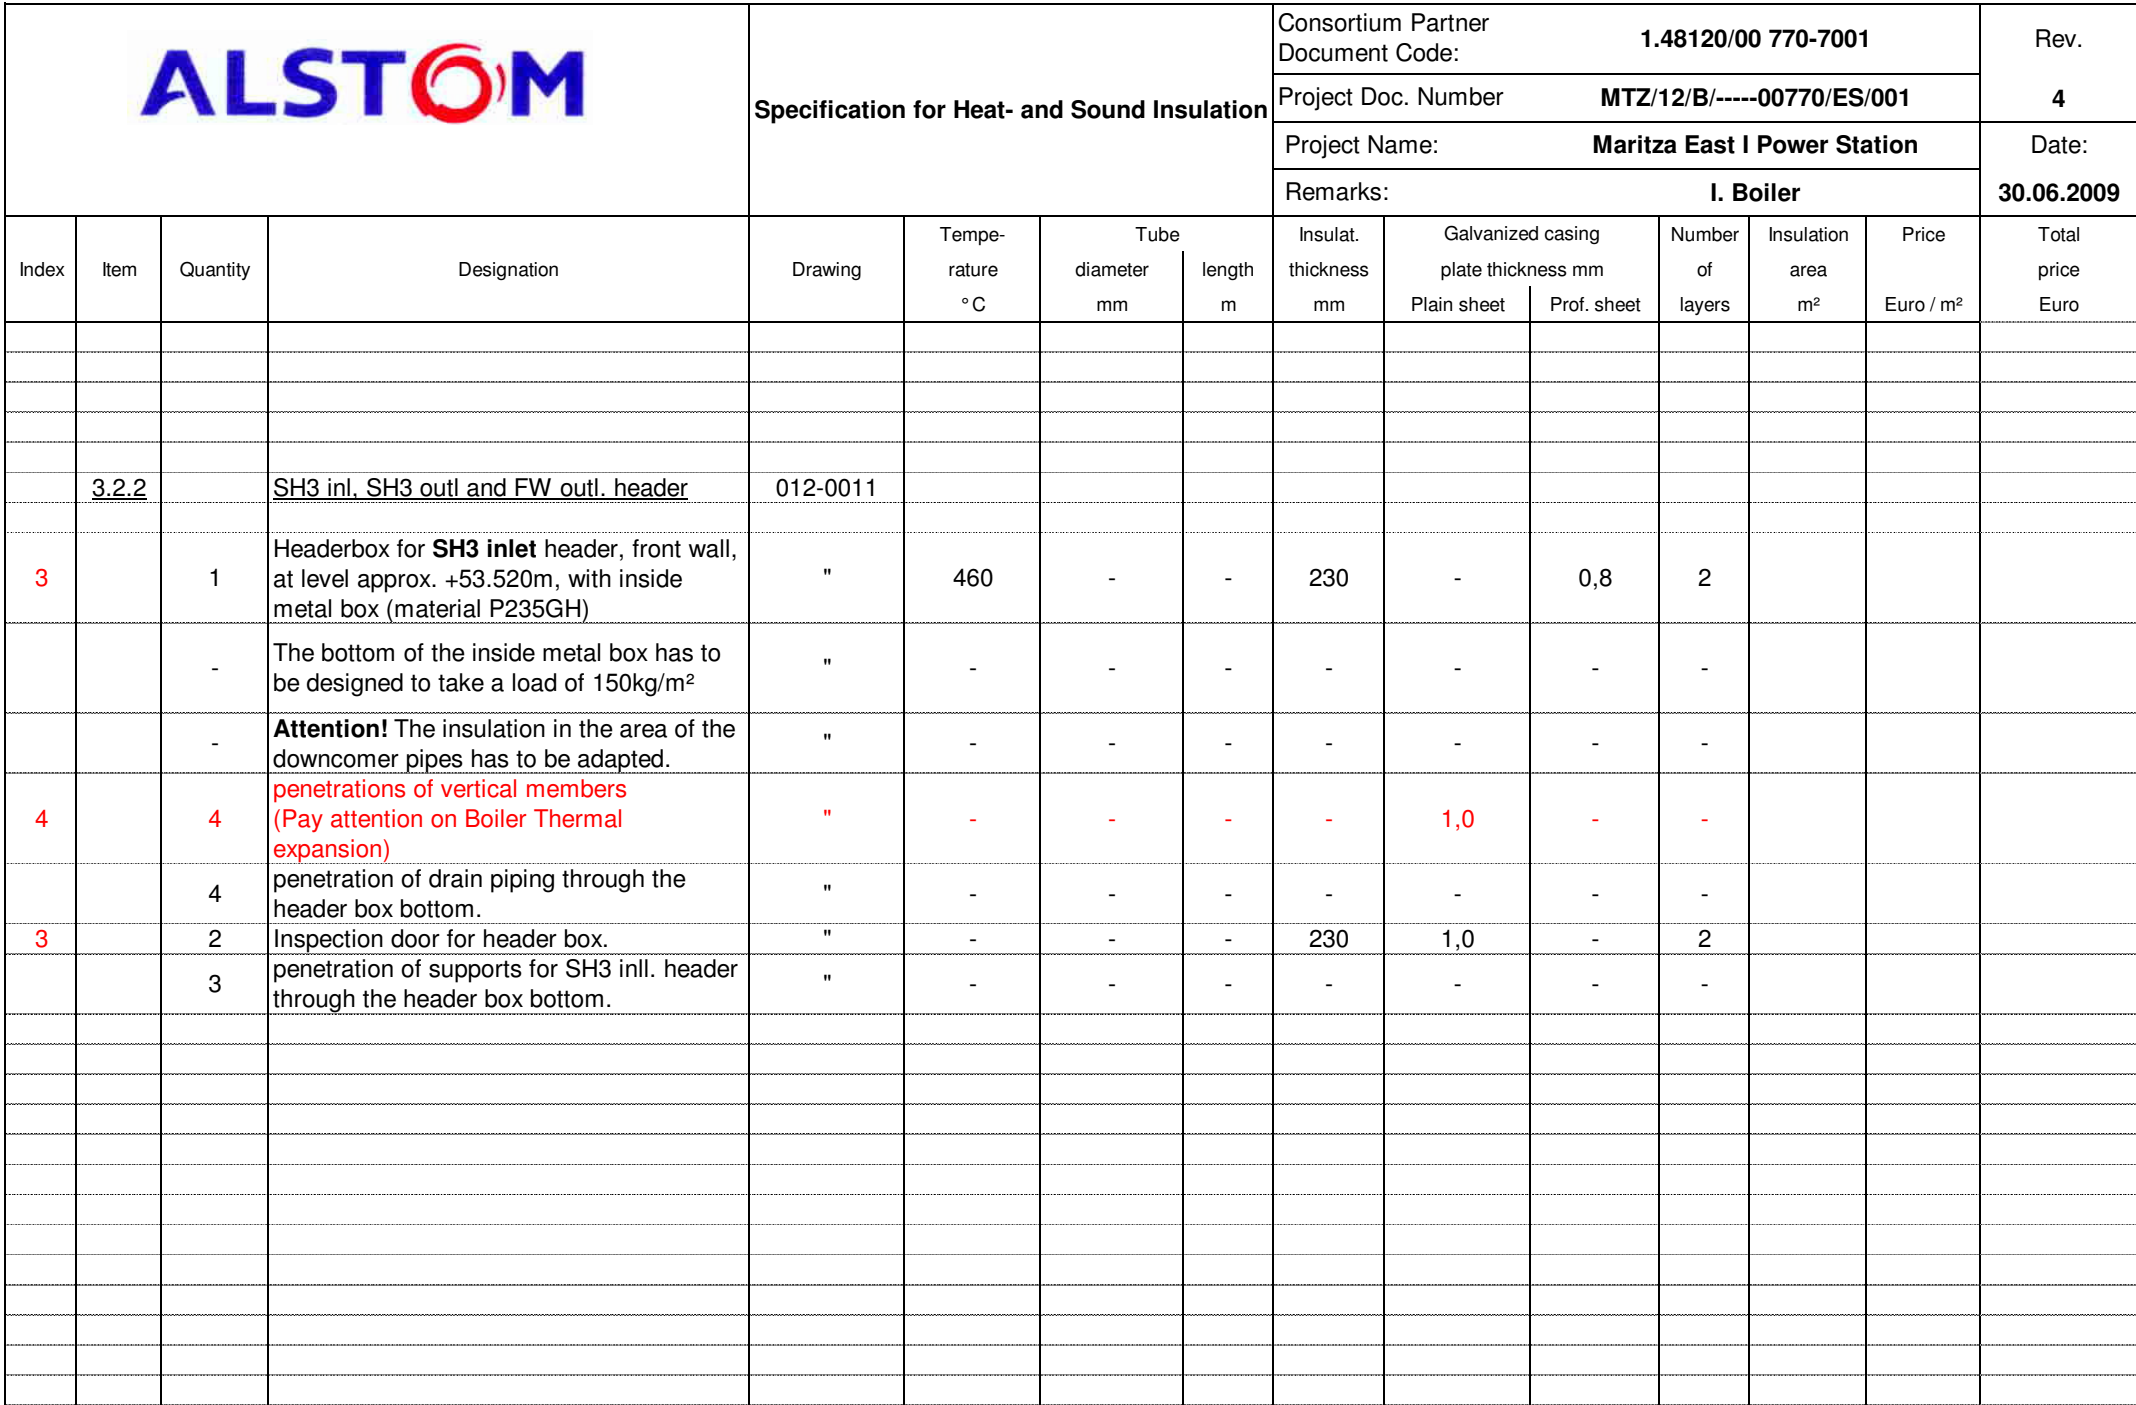 ALSTOM
Specification for Heat- and Sound Insulation
Consortium Partner
Document Code:
1.48120/00 770-7001
Rev.
Project Doc. Number
MTZ/12/B/-----00770/ES/001
4
Project Name:
Maritza East I Power Station
Date:
Remarks:
I. Boiler
30.06.2009
Index
Item
Quantity
Designation
Drawing
Tempe-
rature
°C
Tube
diameter
mm
length
m
Insulat.
thickness
mm
Galvanized casing
plate thickness mm
Plain sheet
Prof. sheet
Number
of
layers
Insulation
area
m²
Price
Euro / m²
Total
price
Euro
3.2.2 SH3 inl, SH3 outl and FW outl. header 012-0011
Headerbox for SH3 inlet header, front wall,
3 1 at level approx. +53.520m, with inside " 460 - - 230 - 0,8 2
metal box (material P235GH)
The bottom of the inside metal box has to
- be designed to take a load of 150kg/m² " - - - - - - -
Attention! The insulation in the area of the
- downcomer pipes has to be adapted. " - - - - - - -
penetrations of vertical members
4 4 (Pay attention on Boiler Thermal " - - - - 1,0 - -
expansion)
penetration of drain piping through the
4 header box bottom. " - - - - - - -
3 2 Inspection door for header box. " - - - 230 1,0 - 2
penetration of supports for SH3 inll. header
3 through the header box bottom. " - - - - - - -